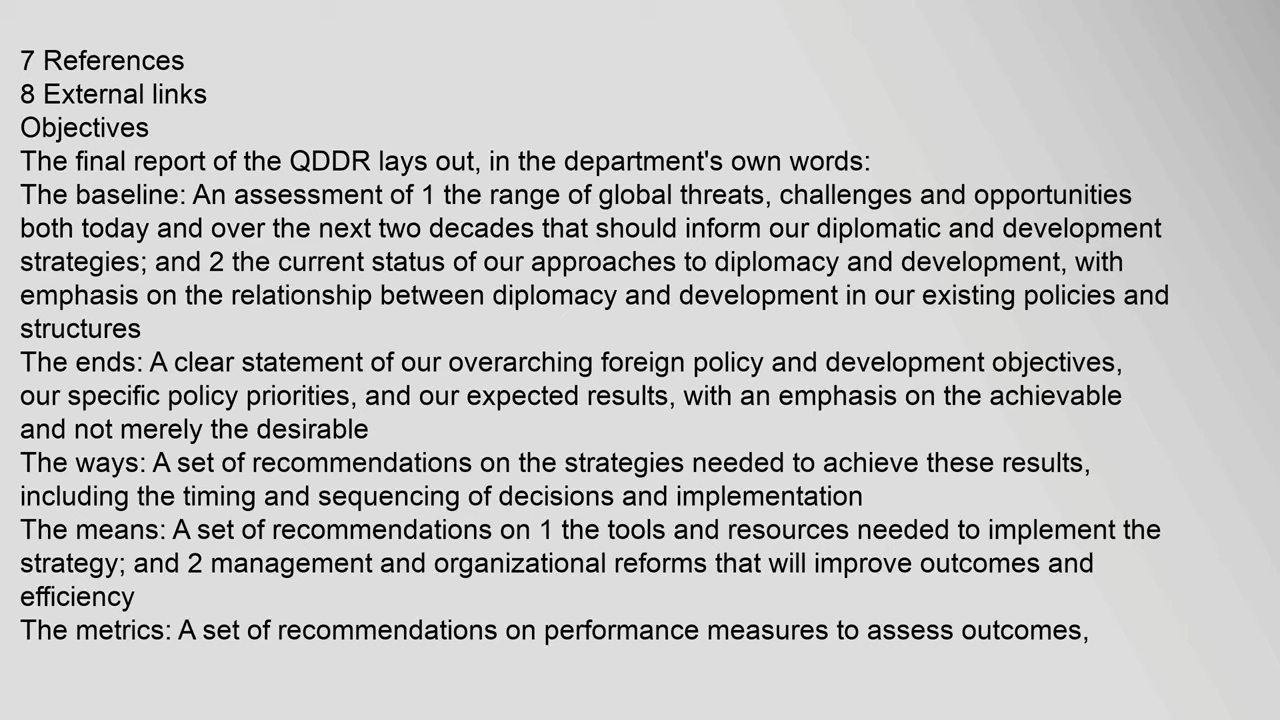 7 References
8 External links
Objectives
The final report of the QDDR lays out, in the department's own words:
The baseline: An assessment of 1 the range of global threats, challenges and opportunities
both today and over the next two decades that should inform our diplomatic and development
strategies; and 2 the current status of our approaches to diplomacy and development, with
emphasis on the relationship between diplomacy and development in our existing policies and
structures
The ends: A clear statement of our overarching foreign policy and development objectives,
our specific policy priorities, and our expected results, with an emphasis on the achievable
and not merely the desirable
The ways: A set of recommendations on the strategies needed to achieve these results,
including the timing and sequencing of decisions and implementation
The means: A set of recommendations on 1 the tools and resources needed to implement the
strategy; and 2 management and organizational reforms that will improve outcomes and
efficiency
The metrics: A set of recommendations on performance measures to assess outcomes,